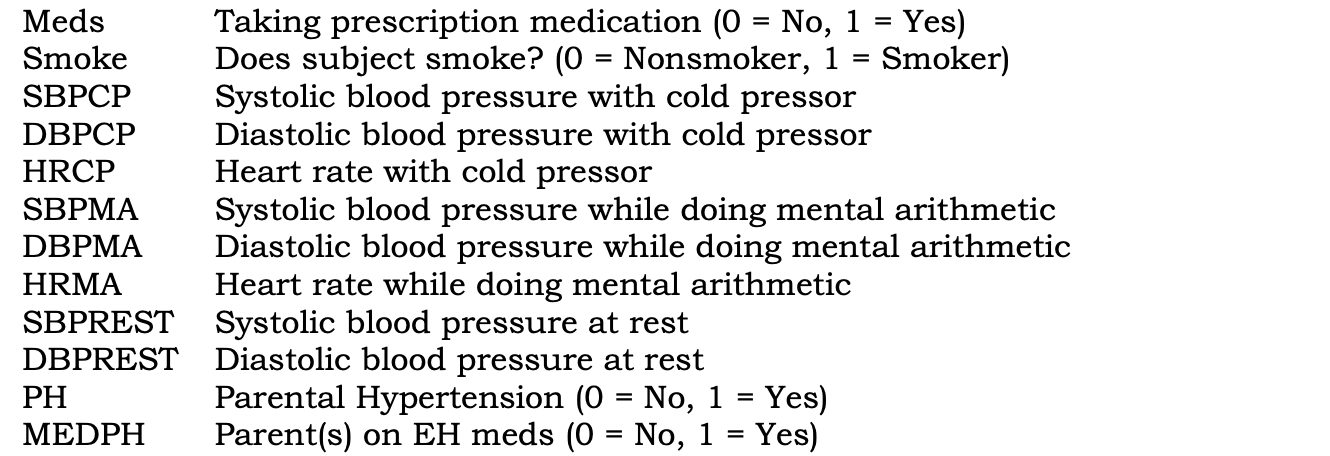 Meds Taking prescription medication (0 = No, 1 = Yes)
Smoke Does subject smoke? (0 = Nonsmoker, 1 = Smoker)
SBPCP Systolic blood pressure with cold pressor
DBPCP Diastolic blood pressure with cold pressor
HRCP Heart rate with cold pressor
SBPMA Systolic blood pressure while doing mental arithmetic
DBPMA Diastolic blood pressure while doing mental arithmetic
HRMA Heart rate while doing mental arithmetic
SBPREST Systolic blood pressure at rest
DBPREST Diastolic blood pressure at rest
PH Parental Hypertension (0 = No, 1 = Yes)
MEDPH Parent(s) on EH meds (0 = No, 1 = Yes)